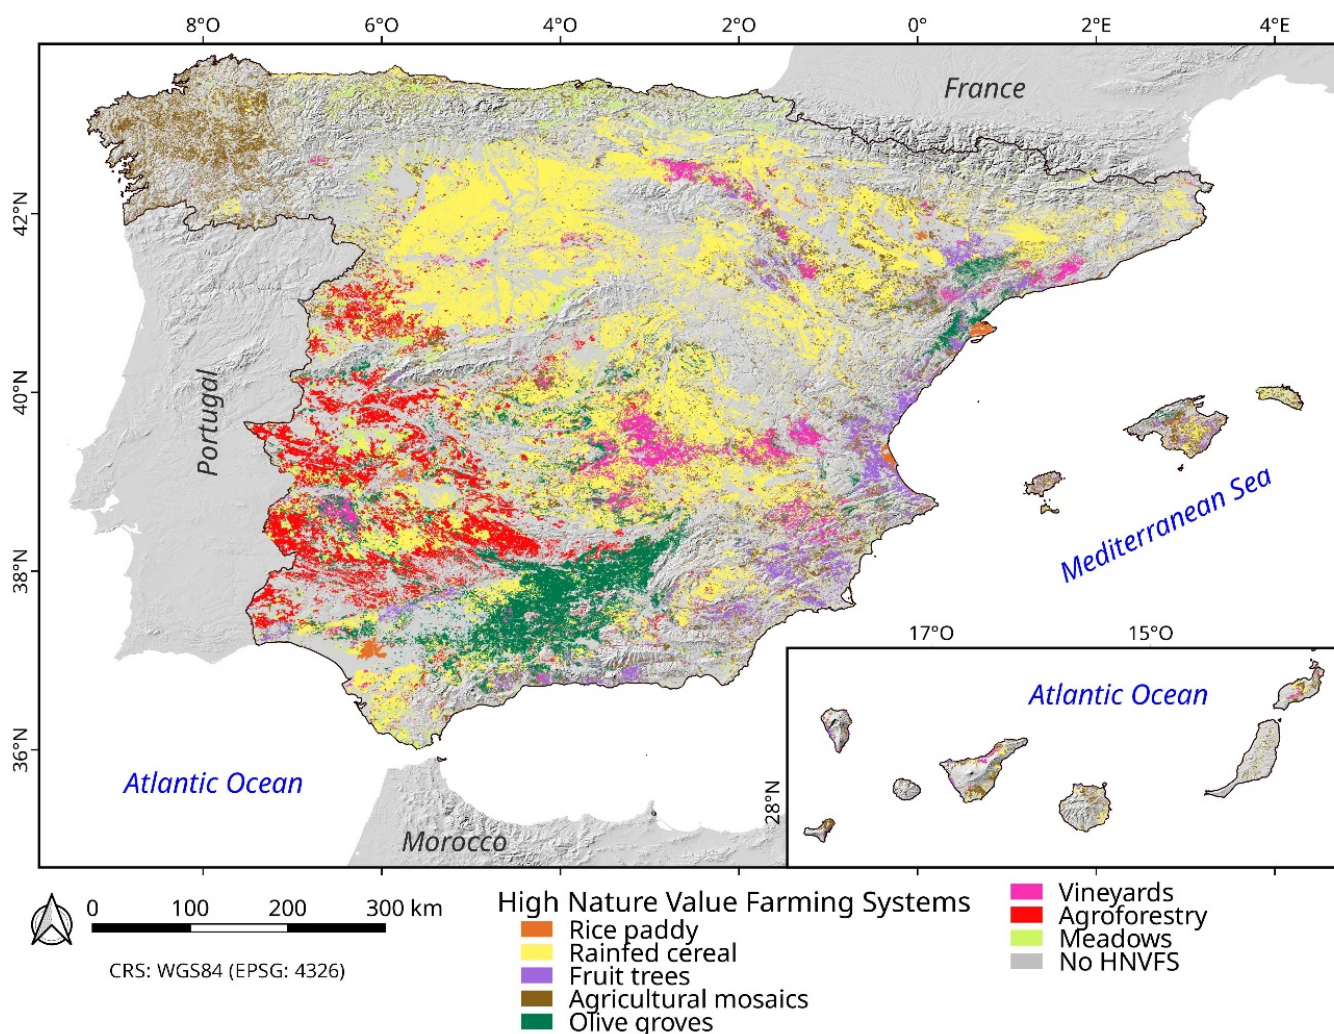 8°O 6°O 4°O 2°O 0° 2°E 4°E
France
42°N
40°N
Portugal
Mediterranean Sea
38°N
17°O 15°O
Atlantic Ocean
36°N
Atlantic Ocean
28°N
Morocco
0 100 200 300 km
CRS: WGS84 (EPSG: 4326)
High Nature Value Farming Systems
Rice paddy
Rainfed cereal
Fruit trees
Agricultural mosaics
Olive groves
Vineyards
Agroforestry
Meadows
No HNVFS